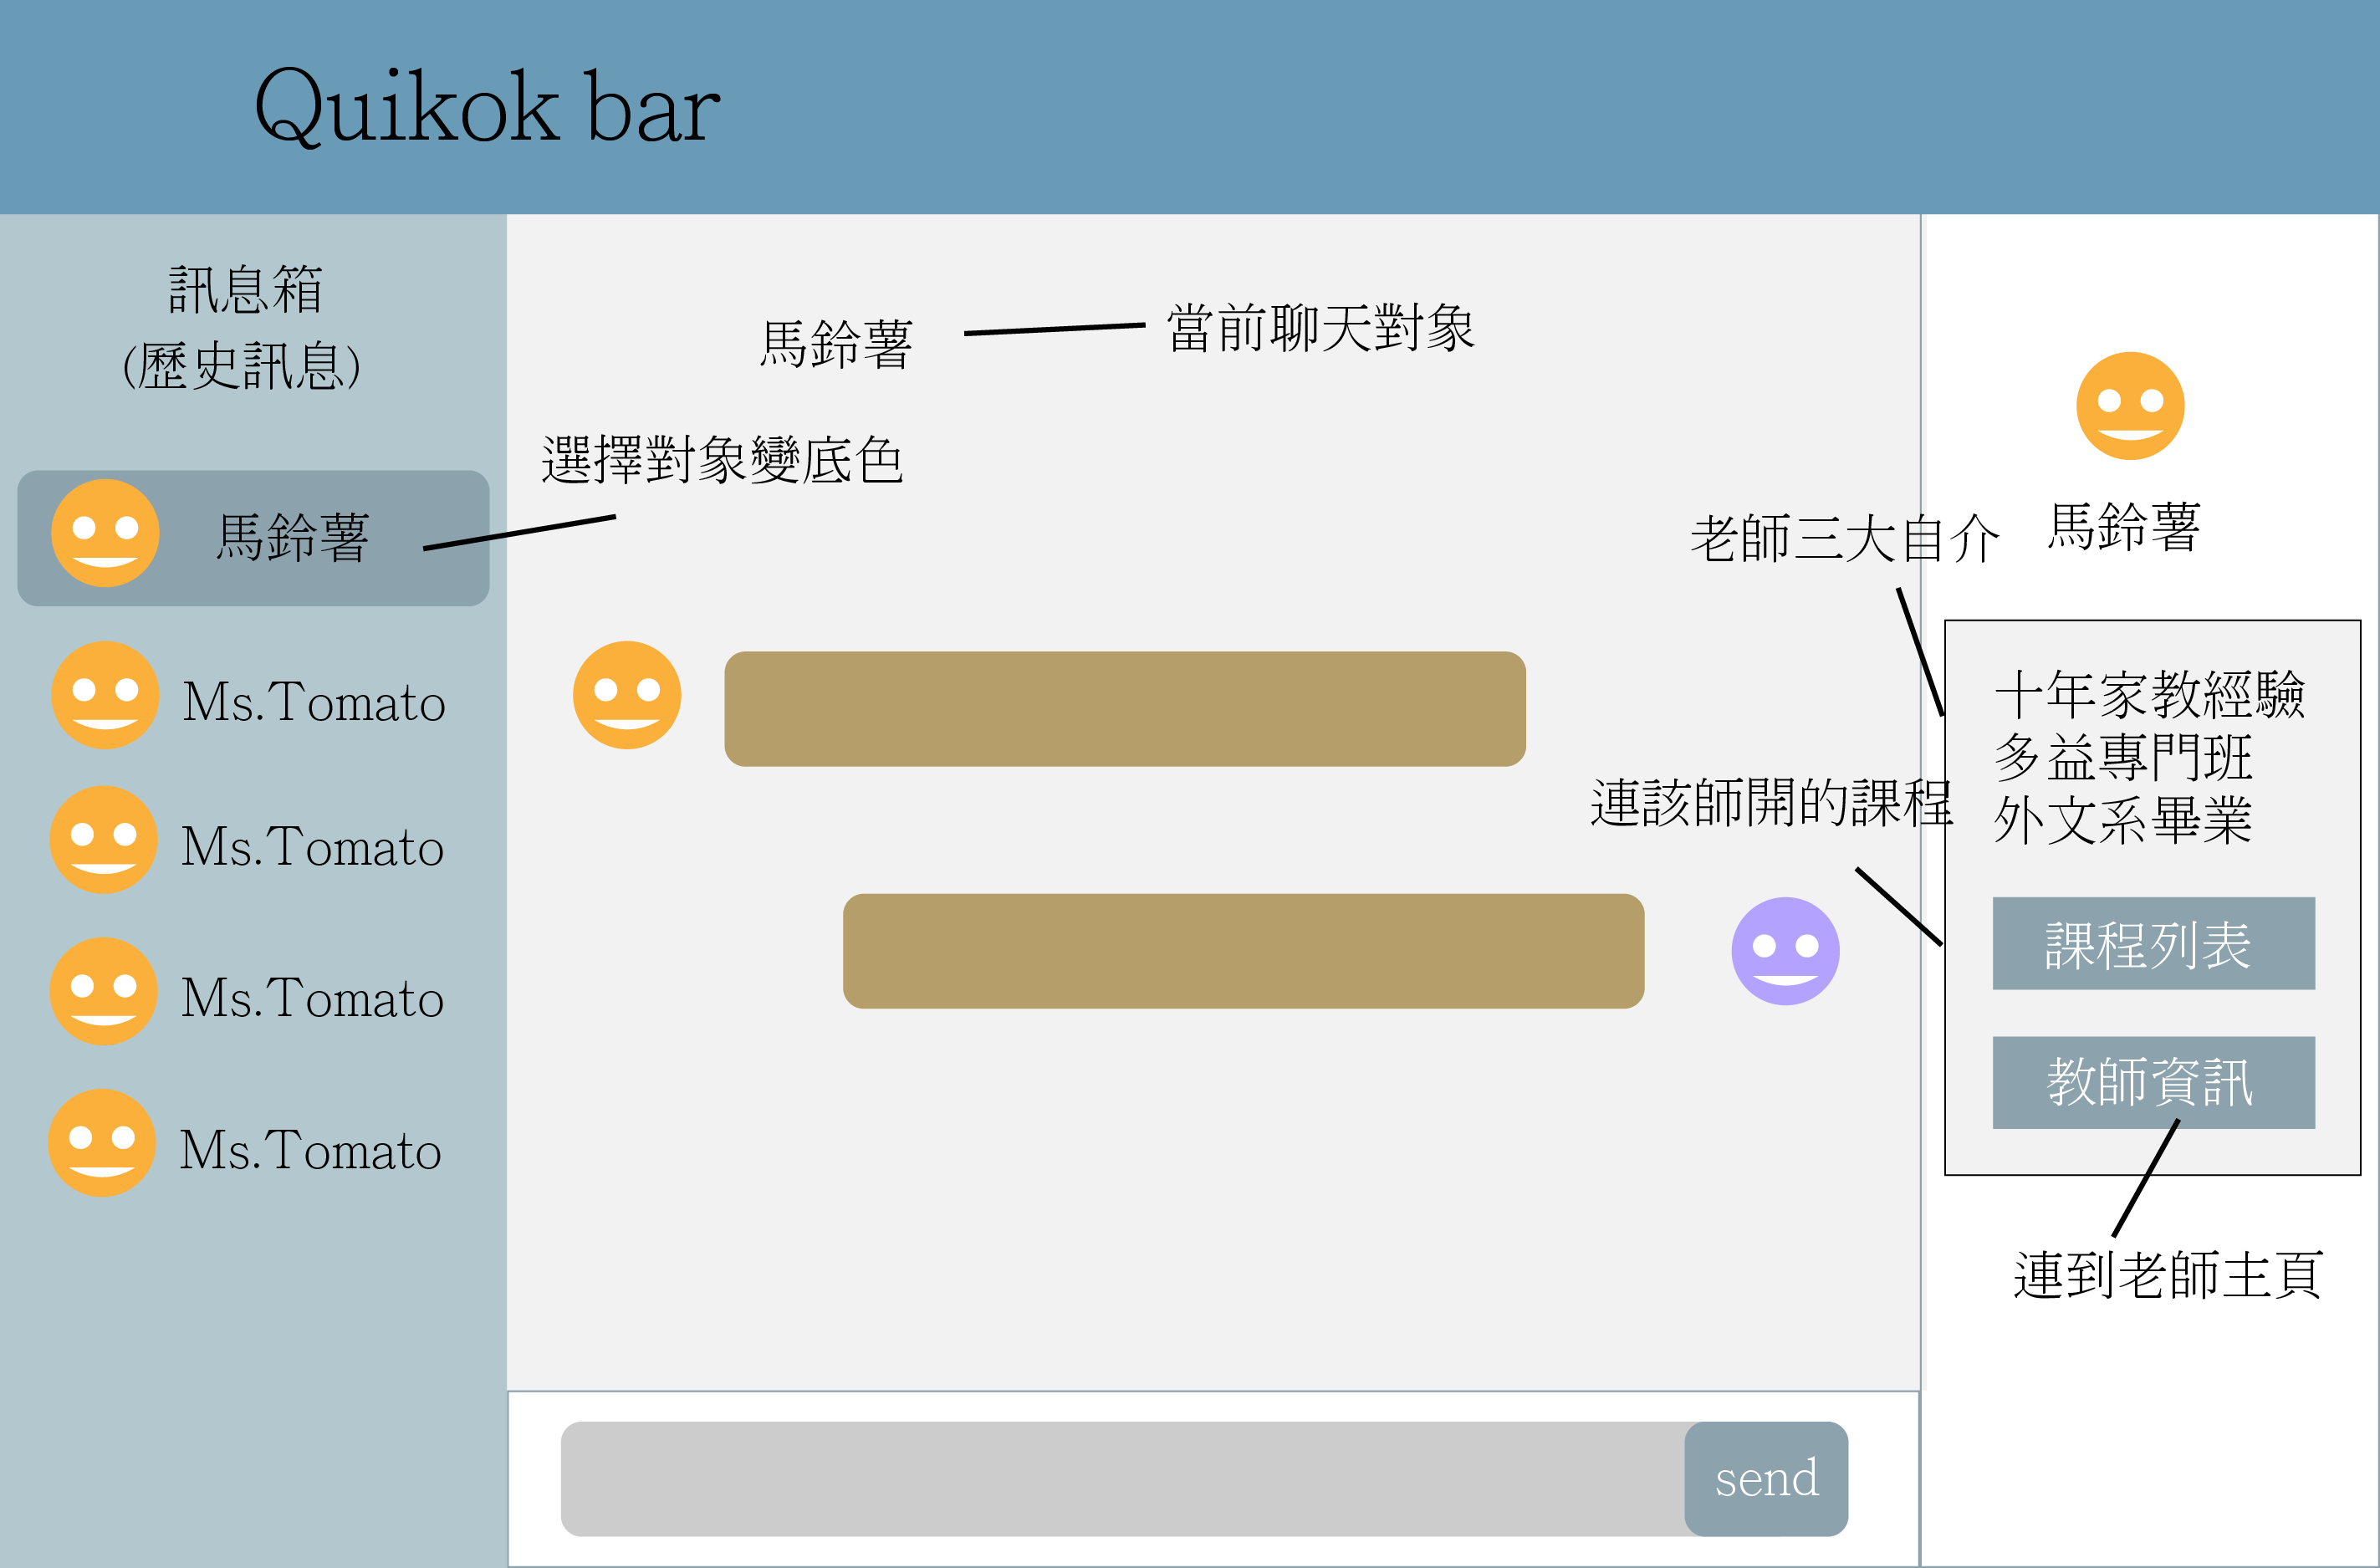 Quikok bar
訊息箱
(歷史訊息)
馬鈴薯
Ms.Tomato
Ms.Tomato
Ms.Tomato
Ms.Tomato
馬鈴薯
當前聊天對象
選擇對象變底色
老師三大自介
連該師開的課程
send
馬鈴薯
十年家教經驗
多益專門班
外文系畢業
課程列表
教師資訊
連到老師主頁